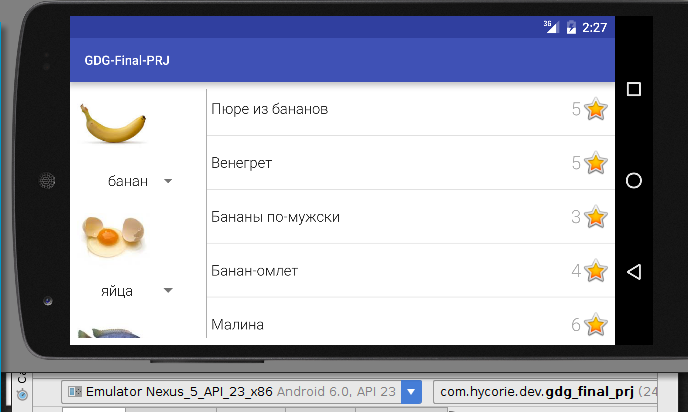 3G 2:27
GDG-Final-PRJ
банан
яйца
Пюре из бананов 5
Венегрет 5
Бананы по-мужски 3
Банан-омлет 4
Малина 6
Emulator Nexus_5_API_23_x86 Android 6.0, API 23
com.hycorie.dev.gdg_final_prj (24